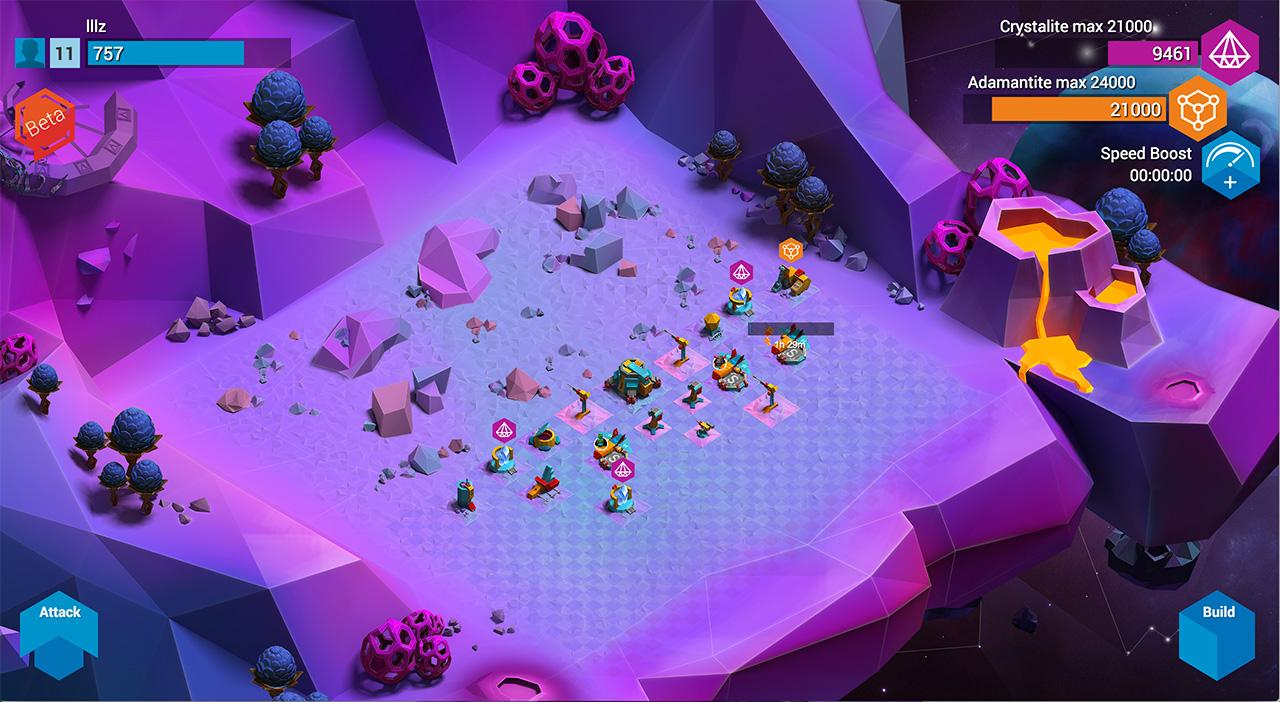 Illz
11
757
Beta
Crystalite max 21000
9461
Adamantite max 24000
21000
Speed Boost
00:00:00
1h 29m
Attack
Build